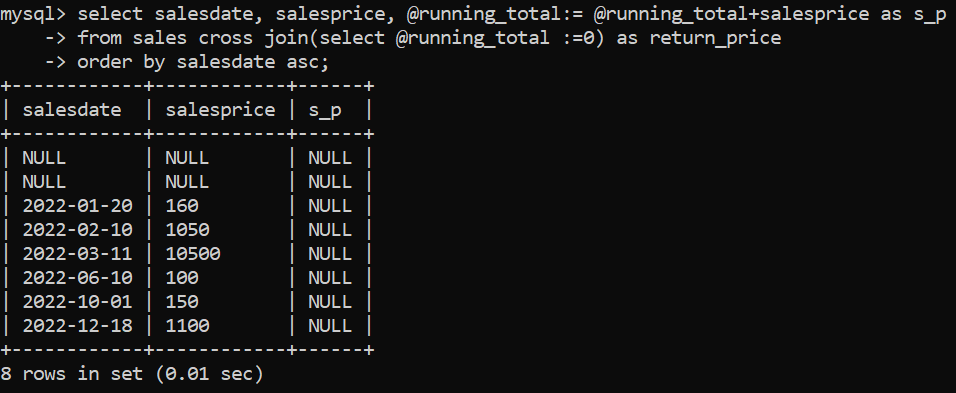 mysql> select salesdate, salesprice, @running_total:= @running_total+salesprice as s_p
    -> from sales cross join(select @running_total :=0) as return_price
    -> order by salesdate asc;
+------------+------------+------+
| salesdate  | salesprice | s_p  |
+------------+------------+------+
| NULL       | NULL       | NULL |
| NULL       | NULL       | NULL |
| 2022-01-20 | 160        | NULL |
| 2022-02-10 | 1050       | NULL |
| 2022-03-11 | 10500      | NULL |
| 2022-06-10 | 100        | NULL |
| 2022-10-01 | 150        | NULL |
| 2022-12-18 | 1100       | NULL |
+------------+------------+------+
8 rows in set (0.01 sec)